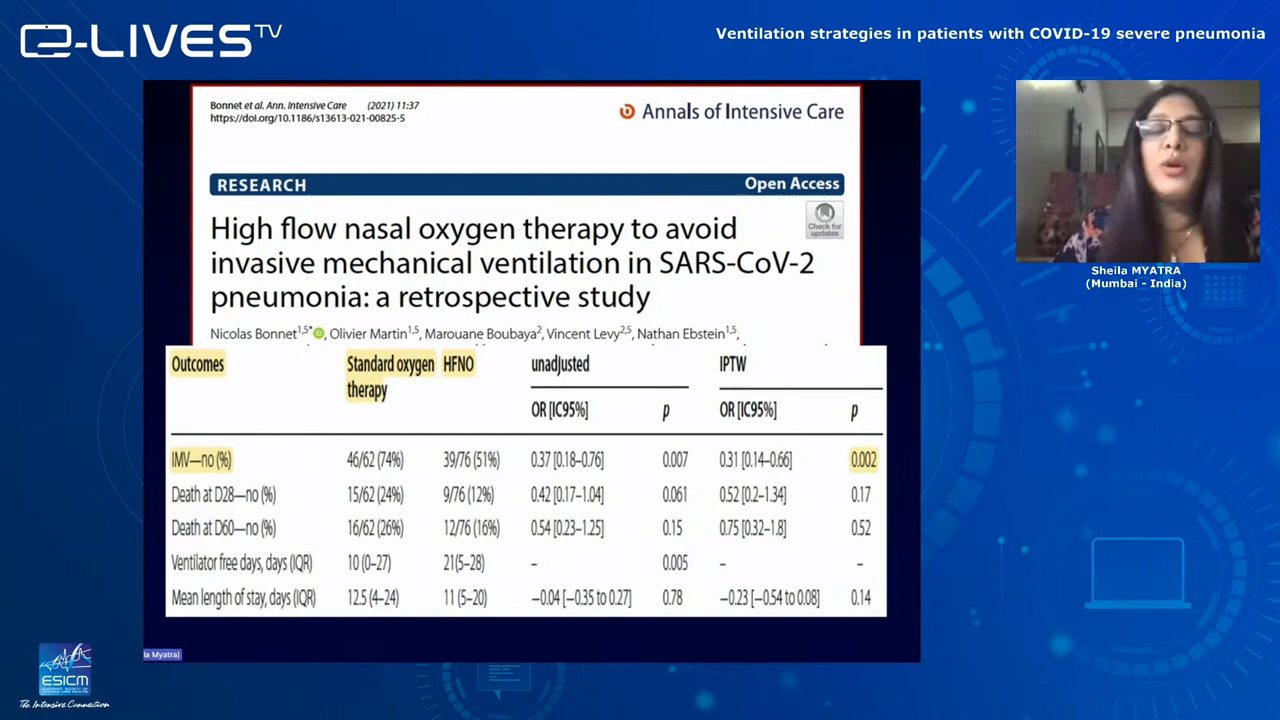 e-LIVES TV
Ventilation strategies in patients with COVID-19 severe pneumonia
Bonnet et al. Ann. Intensive Care (2021) 11:37
https://doi.org/10.1186/s13613-021-00825-5
Annals of Intensive Care
RESEARCH Open Access
Check for
updates
High flow nasal oxygen therapy to avoid
invasive mechanical ventilation in SARS-CoV-2
pneumonia: a retrospective study
Nicolas Bonnet1,5*, Olivier Martin1,5, Marouane Boubaya2, Vincent Levy2,5, Nathan Ebstein1,5,
Outcomes Standard oxygen therapy HFNO unadjusted IPTW
OR [IC95%] p OR [IC95%] p
IMV—no (%) 46/62 (74%) 39/76 (51%) 0.37 [0.18–0.76] 0.007 0.31 [0.14–0.66] 0.002
Death at D28—no (%) 15/62 (24%) 9/76 (12%) 0.42 [0.17–1.04] 0.061 0.52 [0.2–1.34] 0.17
Death at D60—no (%) 16/62 (26%) 12/76 (16%) 0.54 [0.23–1.25] 0.15 0.75 [0.32–1.8] 0.52
Ventilator free days, days (IQR) 10 (0–27) 21(5–28) – 0.005 – –
Mean length of stay, days (IQR) 12.5 (4–24) 11 (5–20) −0.04 [−0.35 to 0.27] 0.78 −0.23 [−0.54 to 0.08] 0.14
Sheila MYATRA
(Mumbai - India)
la Myatra)
ESICM
The Intensive Connection